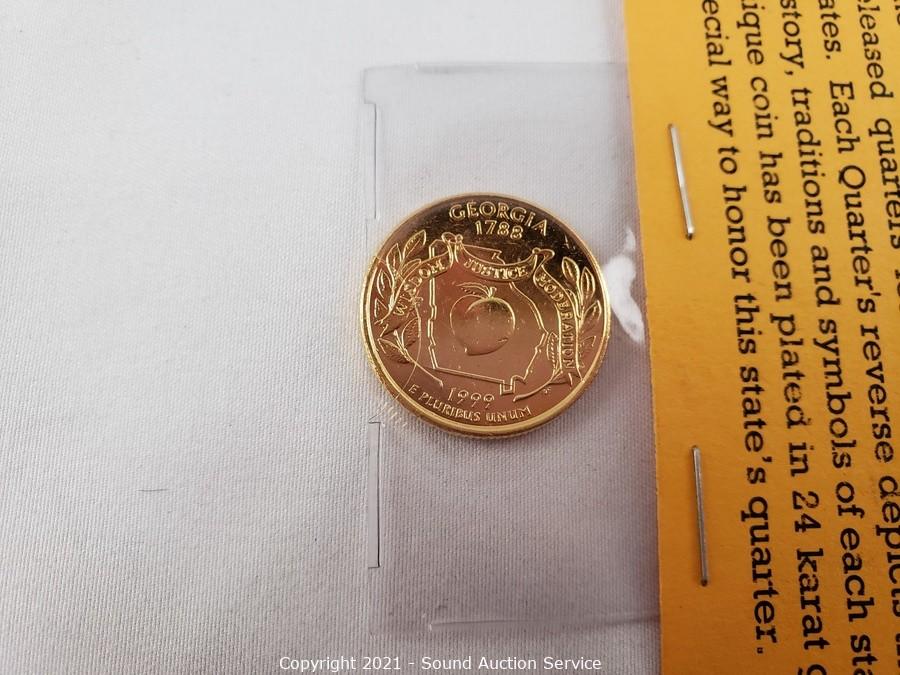 GEORGIA
1788
WISDOM JUSTICE MODERATION
1999
E PLURIBUS UNUM
eleased quarters
ates. Each Quarter's reverse depicts
story, traditions and symbols of each sta
ique coin has been plated in 24 karat g
ecial way to honor this state's quarter.
Copyright 2021 - Sound Auction Service